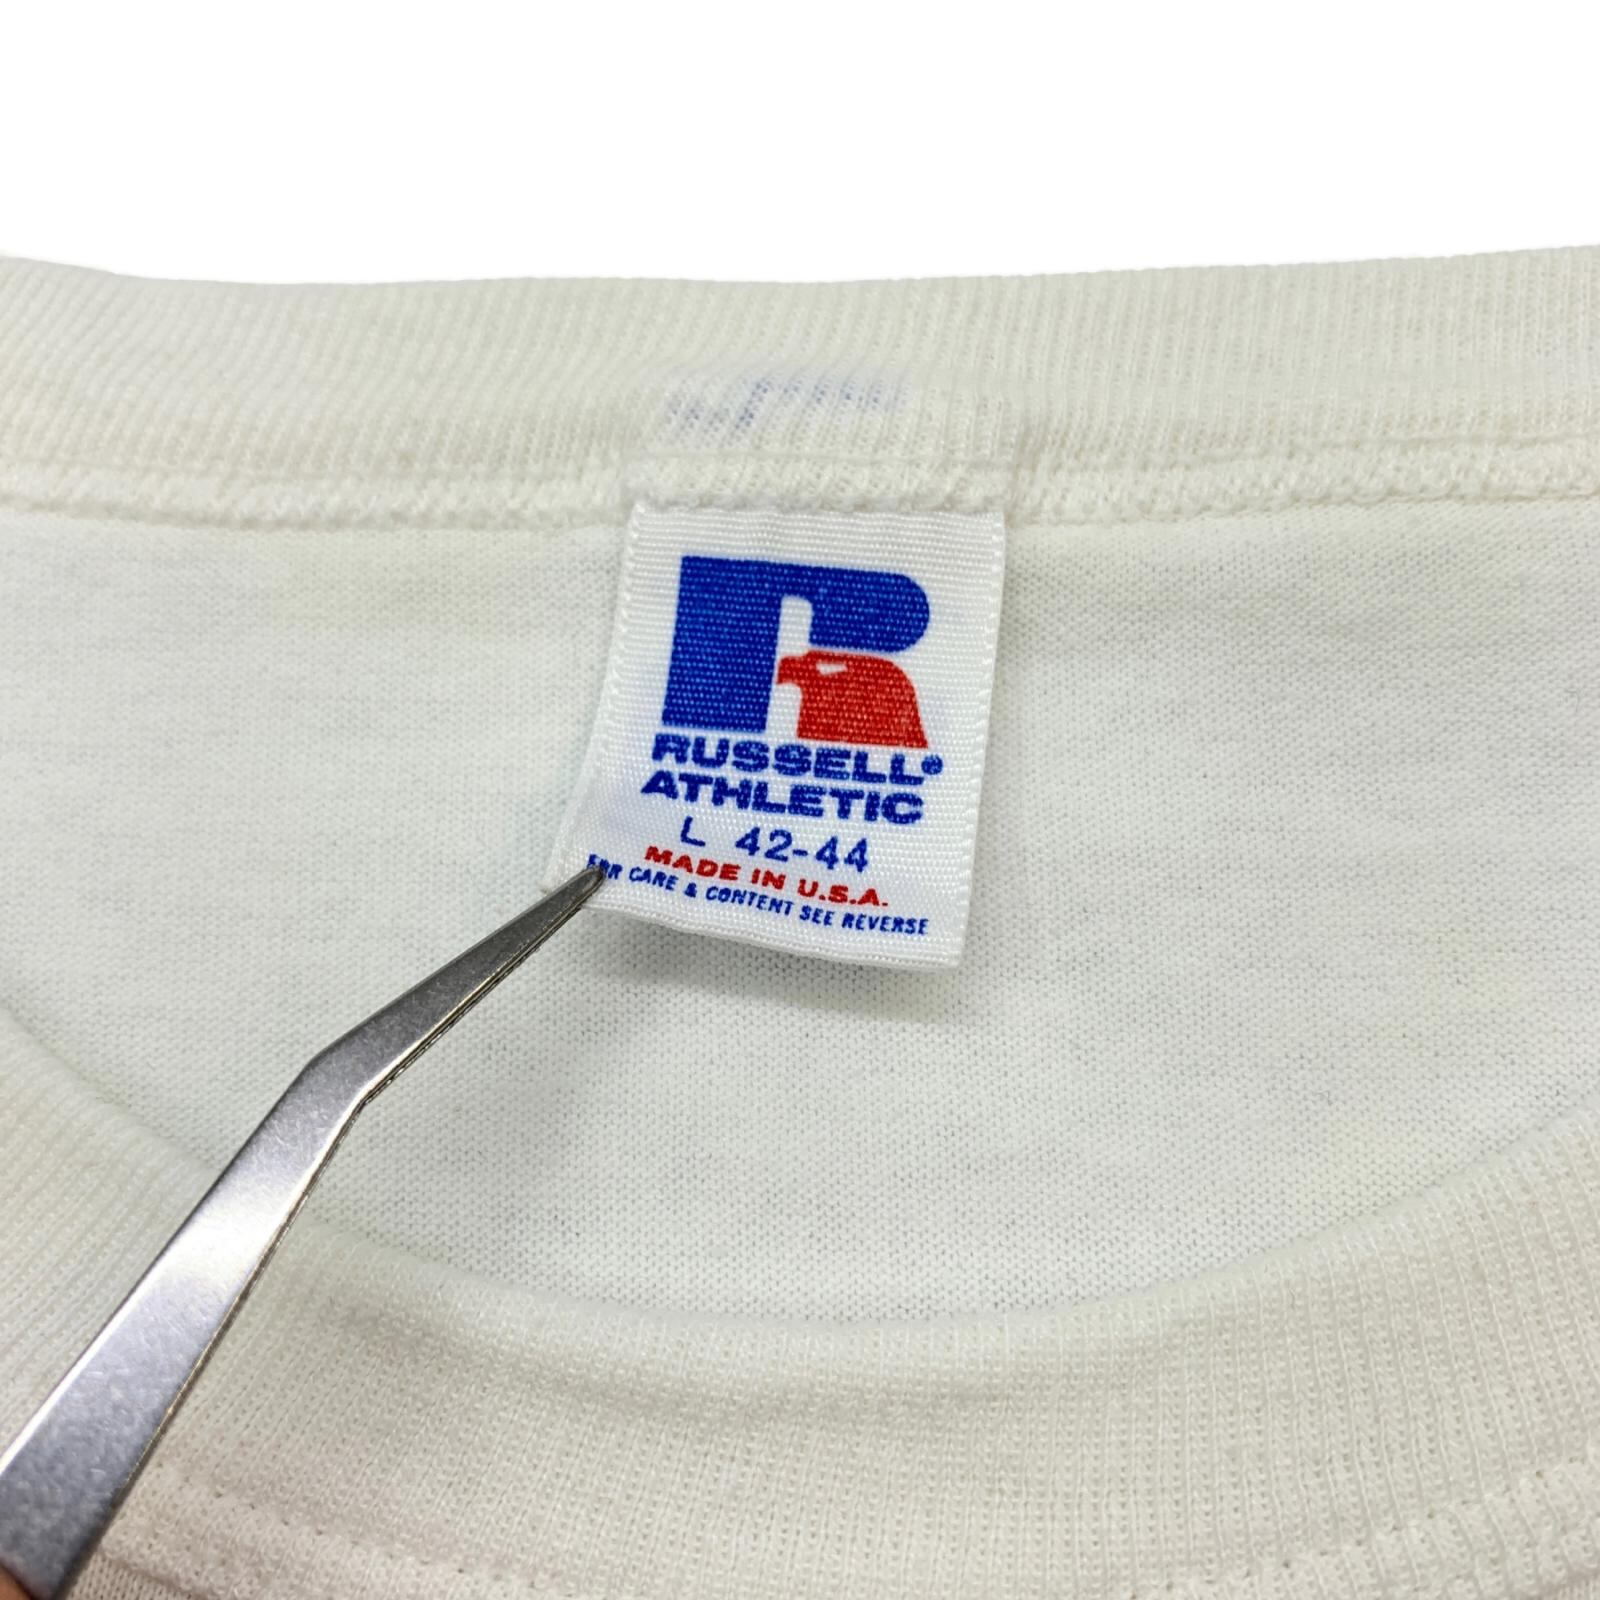 R
RUSSELL®
ATHLETIC
L 42-44
MADE IN U.S.A.
FOR CARE & CONTENT SEE REVERSE